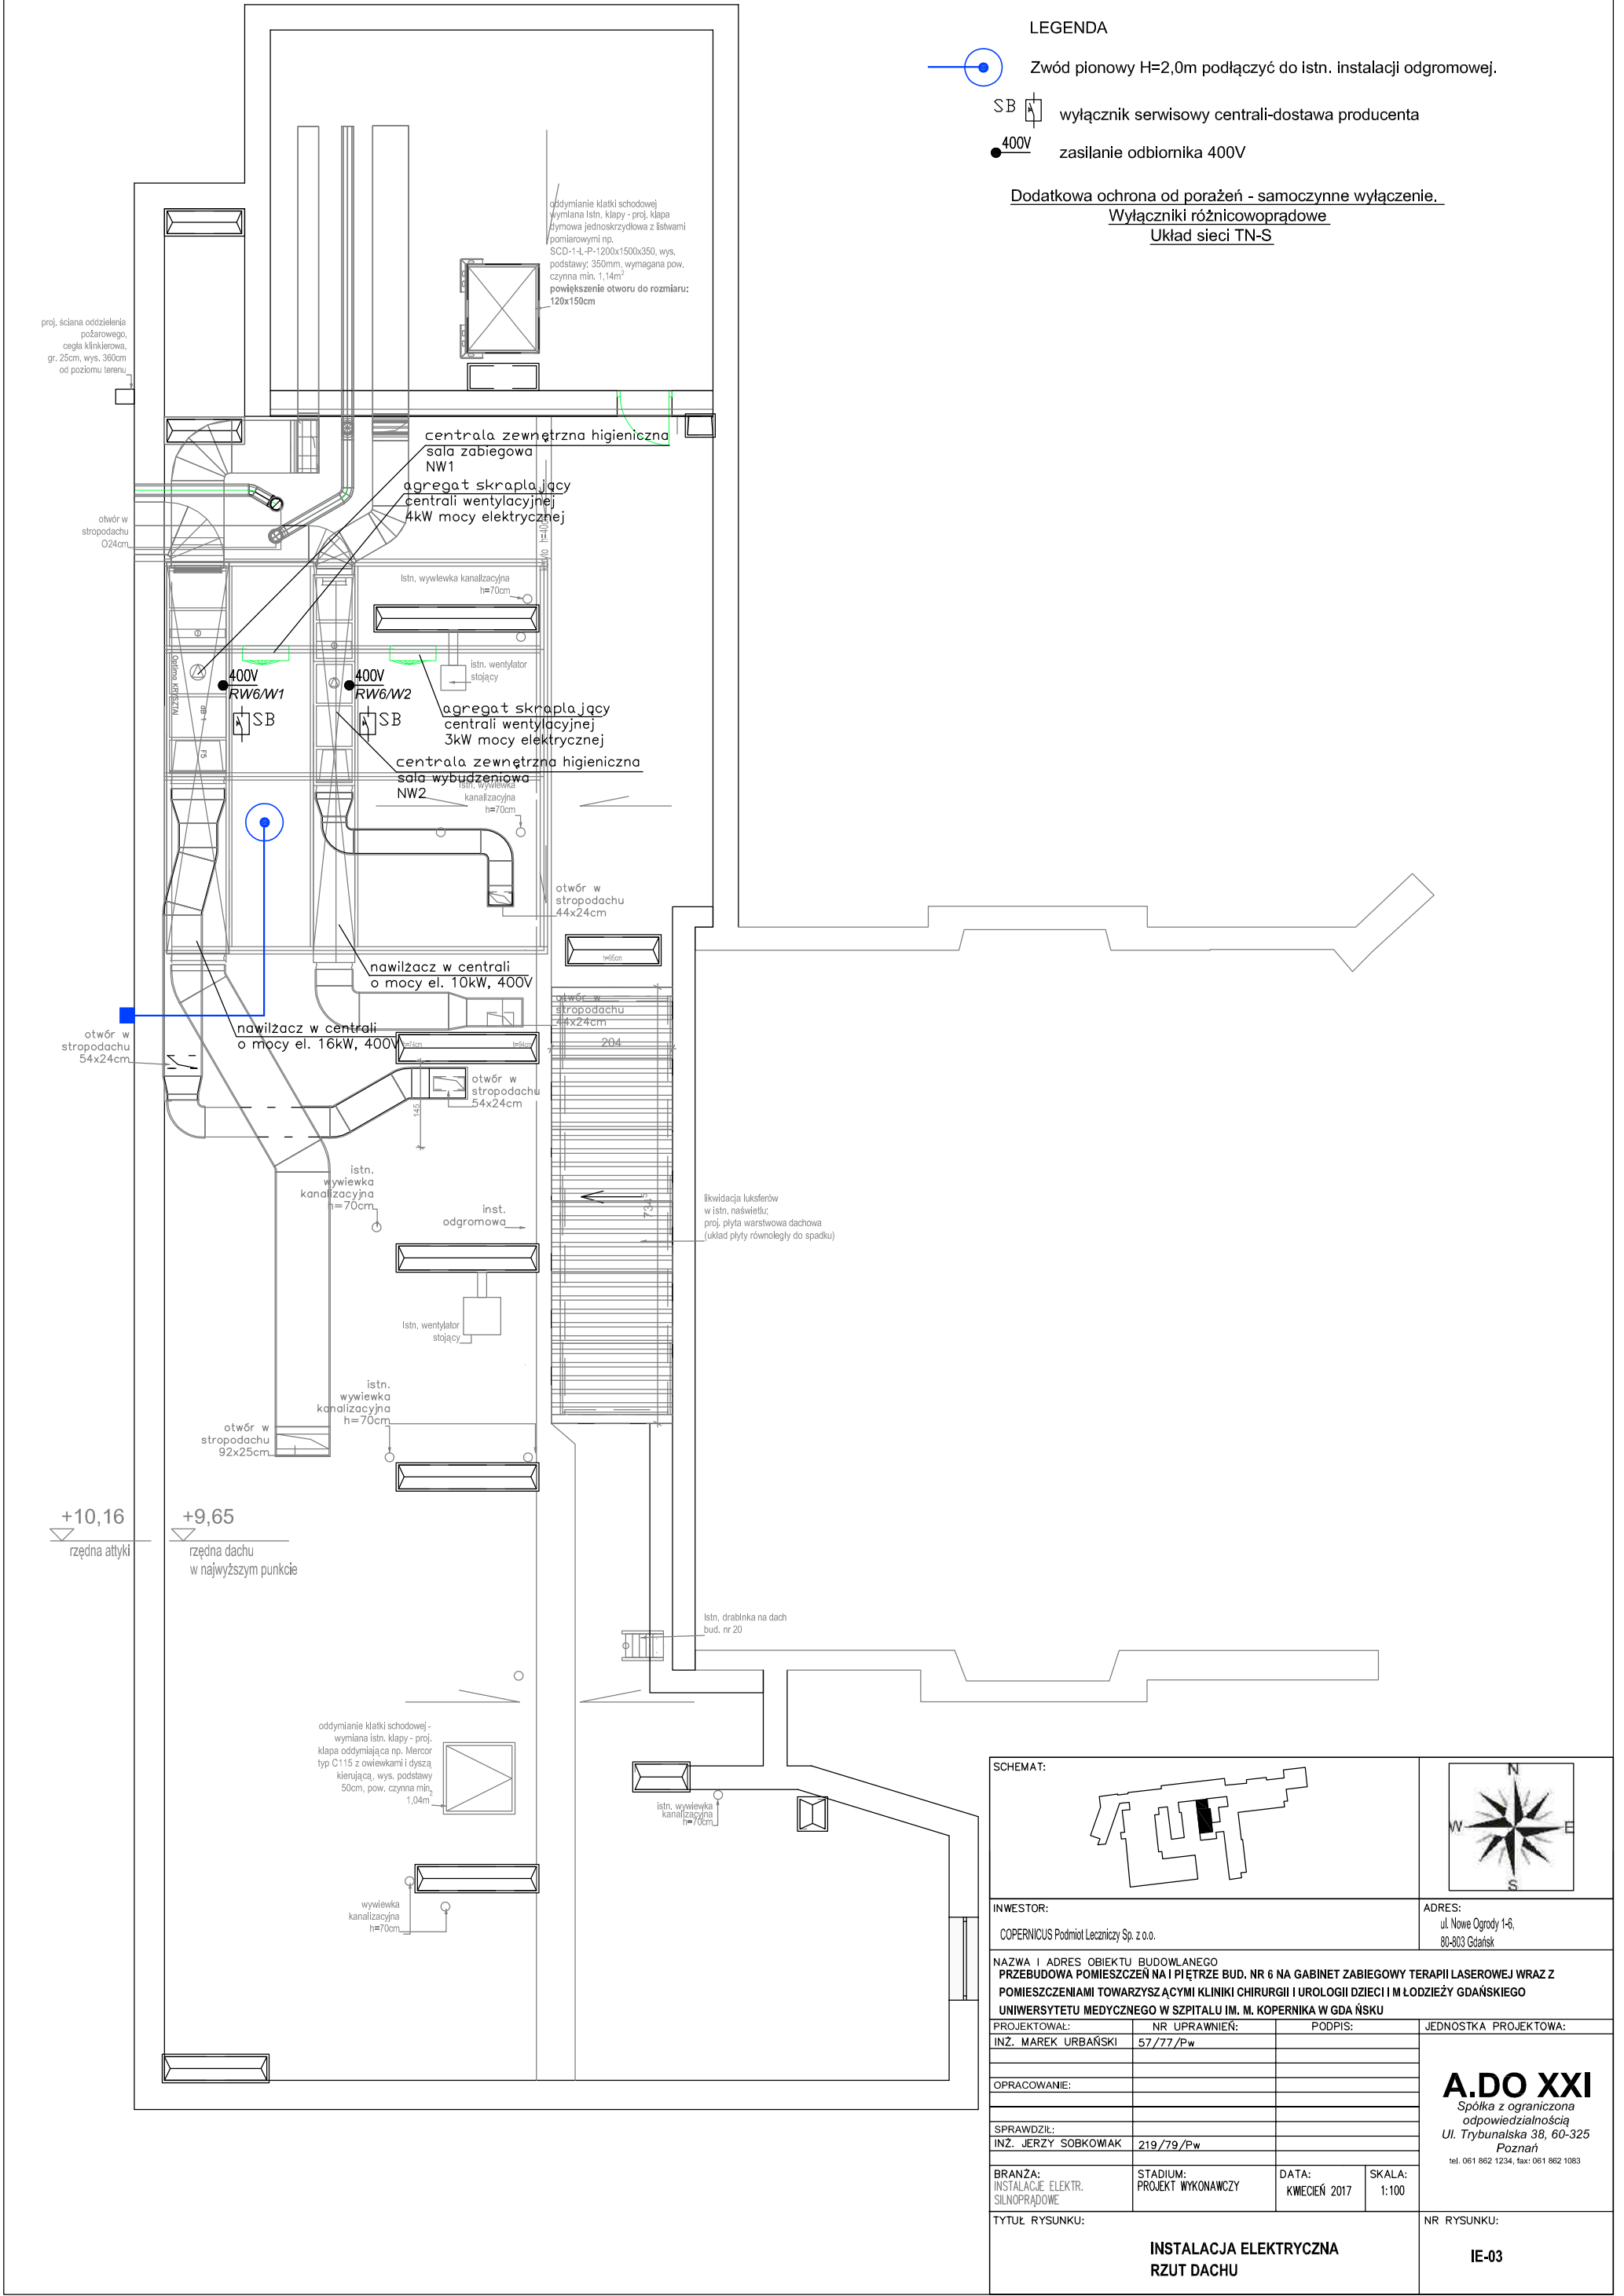 LEGENDA
Zwód pionowy H=2,0m podłączyć do istn. instalacji odgromowej.
SB
wyłącznik serwisowy centrali-dostawa producenta
400V
zasilanie odbiornika 400V
Dodatkowa ochrona od porażeń - samoczynne wyłączenie.
Wyłączniki różnicowoprądowe
Układ sieci TN-S
oddymianie klatki schodowej
wymiana istn. klapy - proj. klapa
dymowa jednoskrzydłowa z listwami
pomiarowymi np.
SCD-1-Ł-P-1200x1500x350, wys.
podstawy: 350mm, wymagana pow.
czynna min. 1,14m2
powiększenie otworu do rozmiaru:
120x150cm
proj. ściana oddzielenia
pożarowego,
cegła klinkierowa,
gr. 25cm, wys. 360cm
od poziomu terenu
centrala zewnętrzna higieniczna
sala zabiegowa
NW1
agregat skraplający
centrali wentylacyjnej
4kW mocy elektrycznej
otwór w
stropodachu
O24cm
istn. wywiewka kanalizacyjna
h=70cm
istn. wentylator
stojący
Optima KRYSZTAŁ
F5
400V
RW6/W1
SB
400V
RW6/W2
SB
agregat skraplający
centrali wentylacyjnej
3kW mocy elektrycznej
centrala zewnętrzna higieniczna
sala wybudzeniowa
NW2
istn. wywiewka
kanalizacyjna
h=70cm
otwór w
stropodachu
44x24cm
h=95cm
nawilżacz w centrali
o mocy el. 10kW, 400V
otwór w
stropodachu
44x24cm
nawilżacz w centrali
o mocy el. 16kW, 400V
h=74cm
h=94cm
204
otwór w
stropodachu
54x24cm
otwór w
stropodachu
54x24cm
145
istn.
wywiewka
kanalizacyjna
h=70cm
inst.
odgromowa
734
likwidacja luksferów
w istn. naświetlu;
proj. płyta warstwowa dachowa
(układ płyty równoległy do spadku)
istn. wentylator
stojący
istn.
wywiewka
kanalizacyjna
h=70cm
otwór w
stropodachu
92x25cm
+10,16
rzędna attyki
+9,65
rzędna dachu
w najwyższym punkcie
istn. drabinka na dach
bud. nr 20
oddymianie klatki schodowej -
wymiana istn. klapy - proj.
klapa oddymiająca np. Mercor
typ C115 z owiewkami i dyszą
kierującą, wys. podstawy
50cm, pow. czynna min.
1,04m2
istn. wywiewka
kanalizacyjna
h=70cm
wywiewka
kanalizacyjna
h=70cm
SCHEMAT:
N
W
E
S
INWESTOR:
COPERNICUS Podmiot Leczniczy Sp. z o.o.
ADRES:
ul. Nowe Ogrody 1-6,
80-803 Gdańsk
NAZWA I ADRES OBIEKTU BUDOWLANEGO
PRZEBUDOWA POMIESZCZEŃ NA I PIĘTRZE BUD. NR 6 NA GABINET ZABIEGOWY TERAPII LASEROWEJ WRAZ Z
POMIESZCZENIAMI TOWARZYSZĄCYMI KLINIKI CHIRURGII I UROLOGII DZIECI I MŁODZIEŻY GDAŃSKIEGO
UNIWERSYTETU MEDYCZNEGO W SZPITALU IM. M. KOPERNIKA W GDAŃSKU
PROJEKTOWAŁ:
NR UPRAWNIEŃ:
PODPIS:
JEDNOSTKA PROJEKTOWA:
INŻ. MAREK URBAŃSKI
57/77/Pw
OPRACOWANIE:
SPRAWDZIŁ:
INŻ. JERZY SOBKOWIAK
219/79/Pw
A.DO XXI
Spółka z ograniczona
odpowiedzialnością
Ul. Trybunalska 38, 60-325
Poznań
tel. 061 862 1234, fax: 061 862 1083
BRANŻA:
INSTALACJE ELEKTR.
SILNOPRĄDOWE
STADIUM:
PROJEKT WYKONAWCZY
DATA:
KWIECIEŃ 2017
SKALA:
1:100
TYTUŁ RYSUNKU:
INSTALACJA ELEKTRYCZNA
RZUT DACHU
NR RYSUNKU:
IE-03